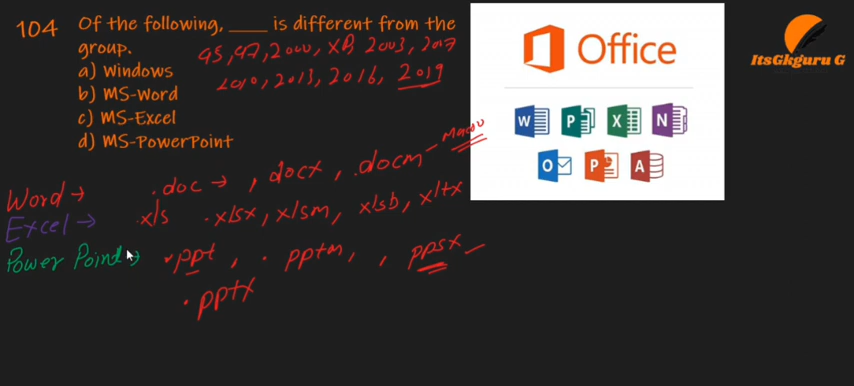 104 Of the following, ____ is different from the
group.
95, 97, 2000, XP, 2003, 2007
a) Windows
2010, 2013, 2016, 2019
b) MS-Word
c) MS-Excel
d) MS-PowerPoint
Office
W P X N
O P A
ItsGkguru G
Word → .doc → , docx, .docm - Macro
Excel → .xls .xlsx, xlsm, xlsb, xltx
Power Point → .ppt, .pptm, , ppsx -
.pptx